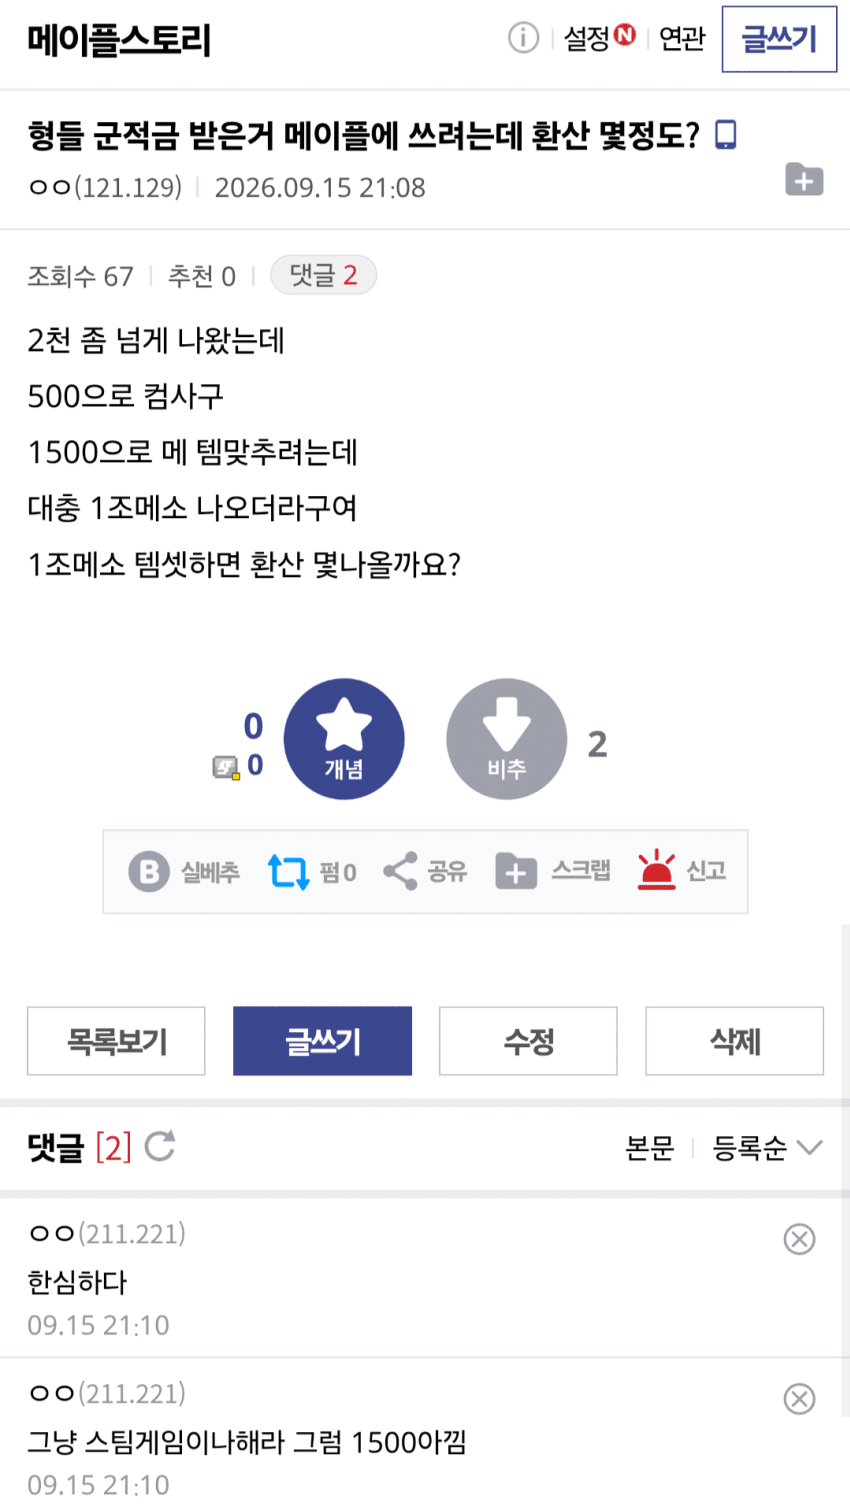 메이플스토리
설정 N 연관 글쓰기
형들 군적금 받은거 메이플에 쓰려는데 환산 몇정도?
ㅇㅇ(121.129) 2026.09.15 21:08
조회수 67 추천 0 댓글 2
2천 좀 넘게 나왔는데
500으로 컴사구
1500으로 메 템맞추려는데
대충 1조메소 나오더라구여
1조메소 템셋하면 환산 몇나올까요?
0
0
개념
비추
2
B 실베추 펌 0 공유 스크랩 신고
목록보기 글쓰기 수정 삭제
댓글 [2] 본문 등록순
ㅇㅇ(211.221)
한심하다
09.15 21:10
ㅇㅇ(211.221)
그냥 스팀게임이나해라 그럼 1500아낌
09.15 21:10